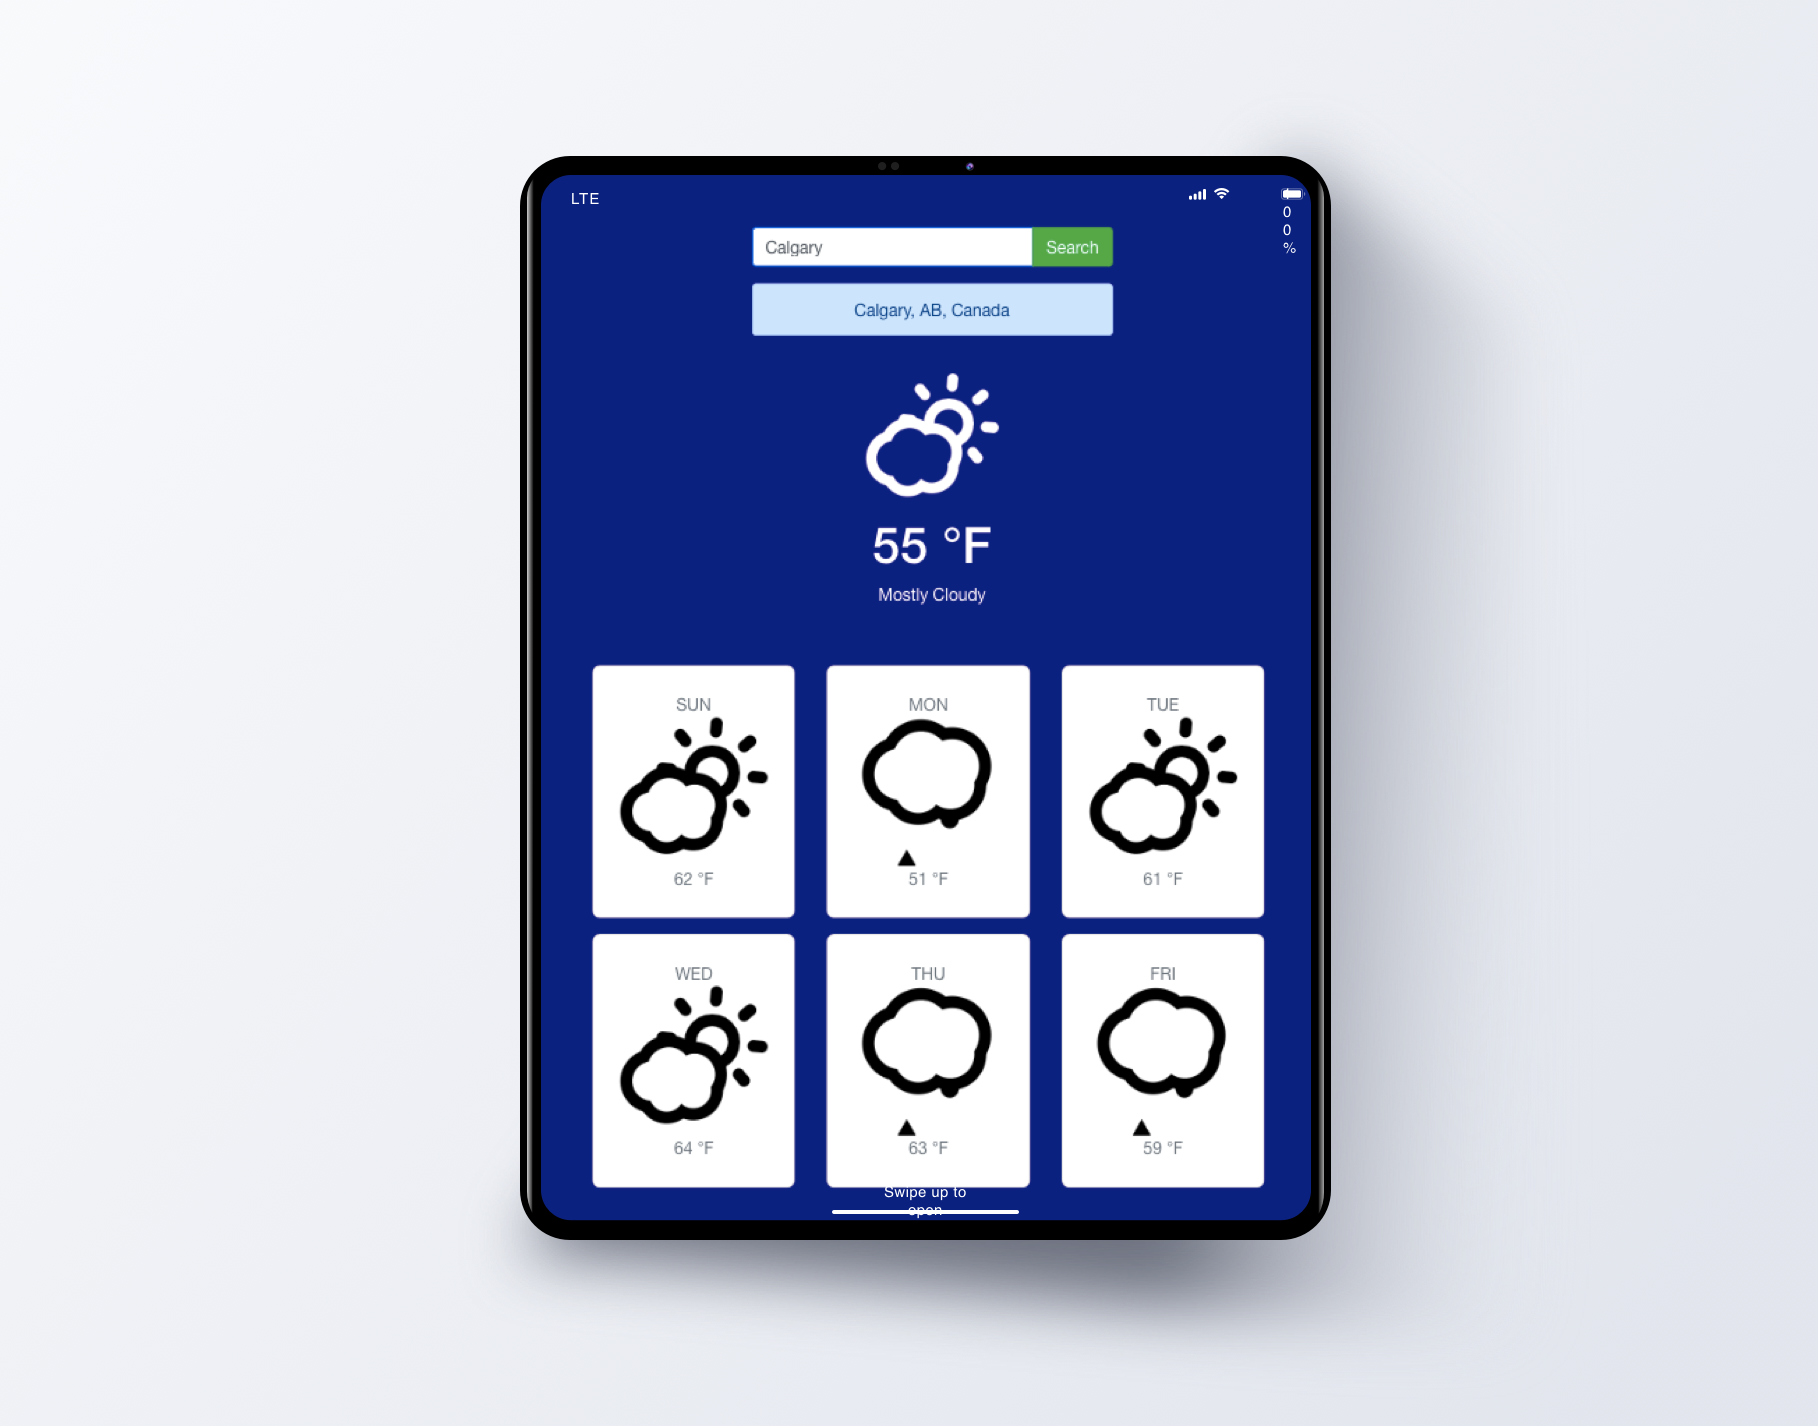 LTE
0
0
%
Calgary Search
Calgary, AB, Canada
55 °F
Mostly Cloudy
SUN MON TUE
62 °F 51 °F 61 °F
WED THU FRI
64 °F 63 °F 59 °F
Swipe up to
open